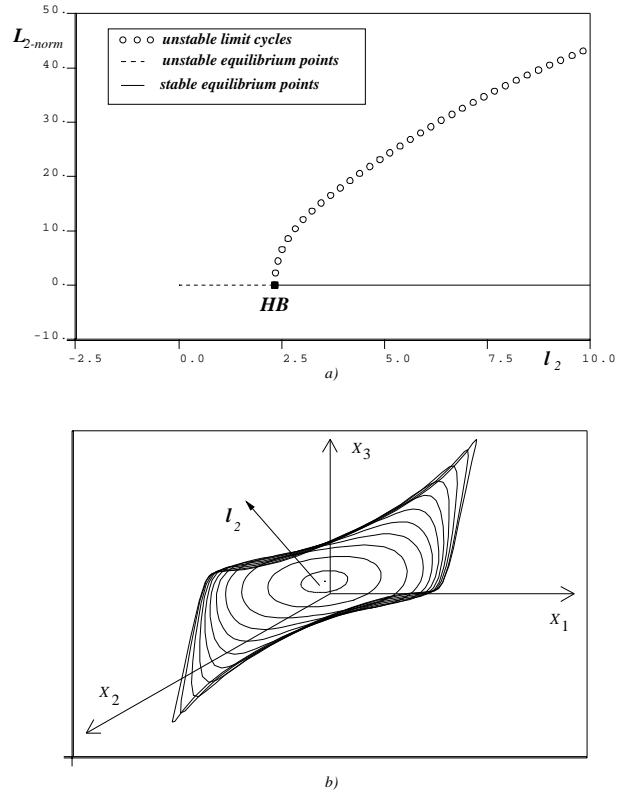 50.
L2-norm
unstable limit cycles
unstable equilibrium points
stable equilibrium points
40.
30.
20.
10.
0.
HB
-10.
-2.5 0.0 2.5 5.0 7.5 l2 10.0
a)
X3
l2
X1
X2
b)